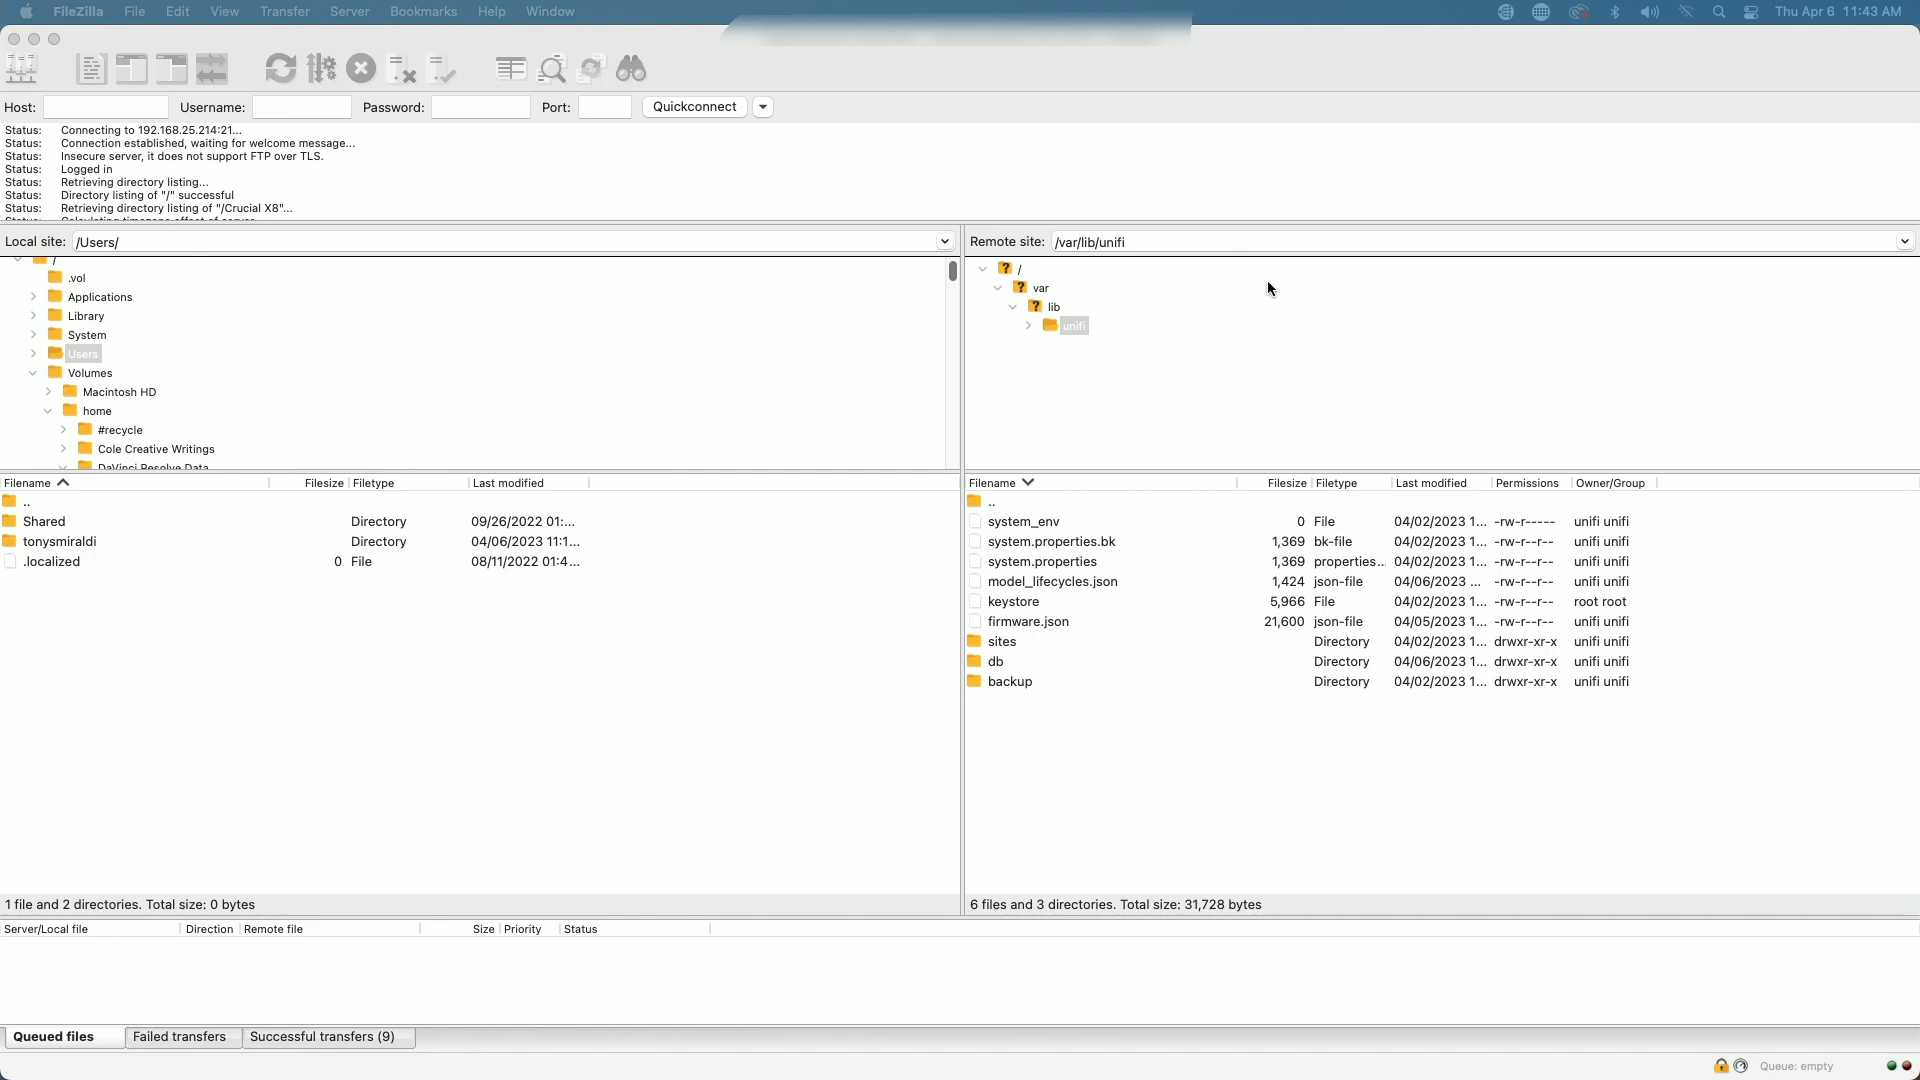 FileZilla File Edit View Transfer Server Bookmarks Help Window Thu Apr 6 11:43 AM
Host: Username: Password: Port: Quickconnect
Status: Connecting to 192.168.25.214:21...
Status: Connection established, waiting for welcome message...
Status: Insecure server, it does not support FTP over TLS.
Status: Logged in
Status: Retrieving directory listing...
Status: Directory listing of "/" successful
Status: Retrieving directory listing of "/Crucial X8"...
Status: Calculating timezone offset of server
Local site: /Users/
/
.vol
Applications
Library
System
Users
Volumes
Macintosh HD
home
#recycle
Cole Creative Writings
DaVinci Resolve Data
Filename Filesize Filetype Last modified
..
Shared Directory 09/26/2022 01:...
tonysmiraldi Directory 04/06/2023 11:1...
.localized 0 File 08/11/2022 01:4...
1 file and 2 directories. Total size: 0 bytes
Remote site: /var/lib/unifi
/
var
lib
unifi
Filename Filesize Filetype Last modified Permissions Owner/Group
..
system_env 0 File 04/02/2023 1... -rw-r----- unifi unifi
system.properties.bk 1,369 bk-file 04/02/2023 1... -rw-r--r-- unifi unifi
system.properties 1,369 properties... 04/02/2023 1... -rw-r--r-- unifi unifi
model_lifecycles.json 1,424 json-file 04/06/2023 ... -rw-r--r-- unifi unifi
keystore 5,966 File 04/02/2023 1... -rw-r--r-- root root
firmware.json 21,600 json-file 04/05/2023 1... -rw-r--r-- unifi unifi
sites Directory 04/02/2023 1... drwxr-xr-x unifi unifi
db Directory 04/06/2023 1... drwxr-xr-x unifi unifi
backup Directory 04/02/2023 1... drwxr-xr-x unifi unifi
6 files and 3 directories. Total size: 31,728 bytes
Server/Local file Direction Remote file Size Priority Status
Queued files Failed transfers Successful transfers (9)
Queue: empty